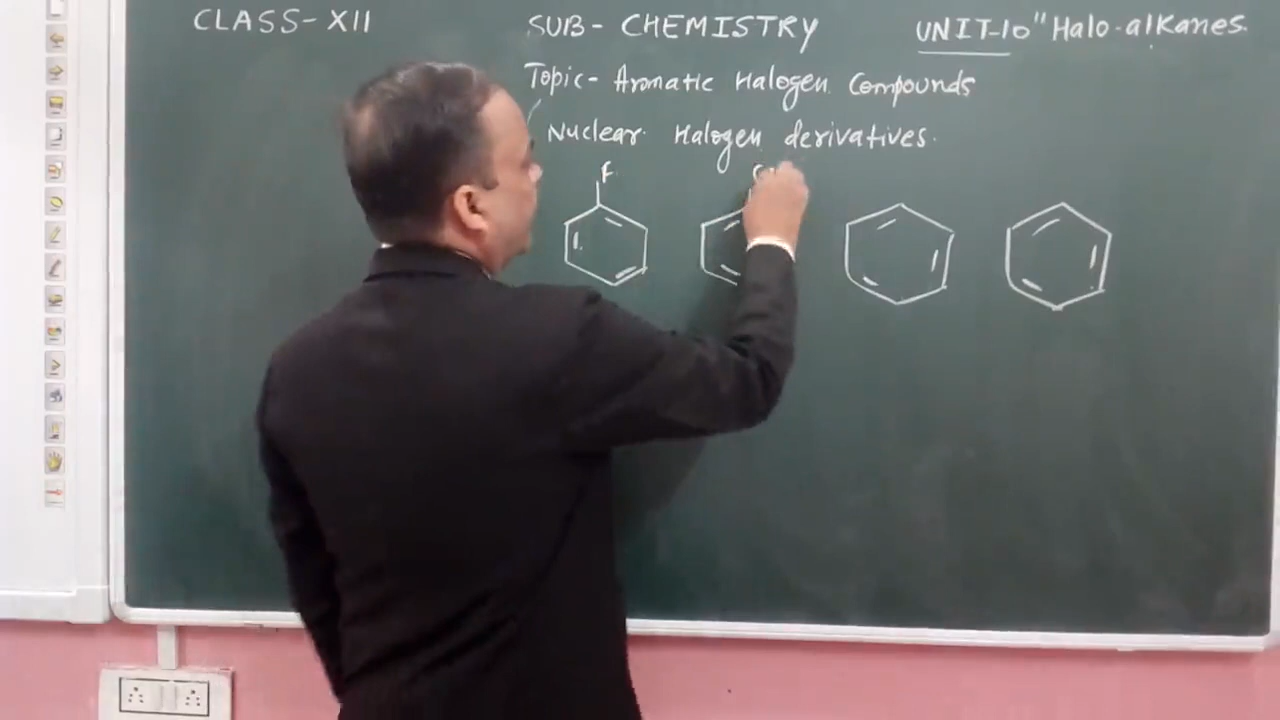 CLASS-XII
SUB- CHEMISTRY
UNIT-10 "Halo-alkanes.
Topic- Aromatic Halogen Compounds
Nuclear Halogen derivatives.
F